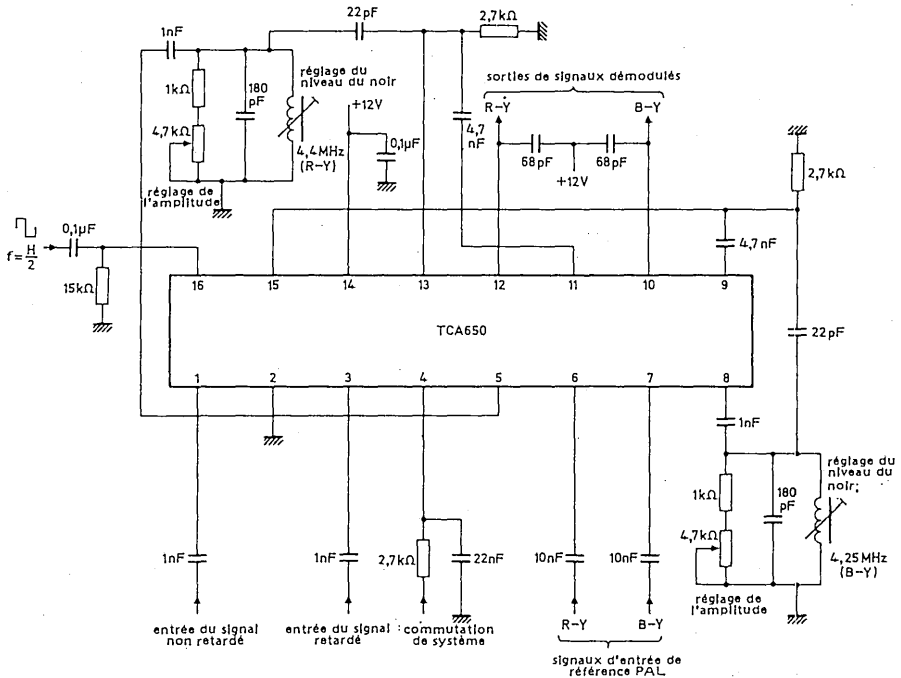 22pF
2,7kΩ
1nF
réglage du
niveau du noir
+12V
1kΩ
180
pF
4,7kΩ
4,4MHz
(R-Y)
0,1µF
réglage de
l'amplitude
sorties de signaux démodulés
R-Y
B-Y
4,7
nF
68pF
68pF
+12V
2,7kΩ
4,7nF
0,1µF
f=H/2
15kΩ
16
15
14
13
12
11
10
9
TCA650
1
2
3
4
5
6
7
8
22pF
1nF
réglage du
niveau du
noir;
1kΩ
180
pF
4,7kΩ
4,25MHz
(B-Y)
réglage de
l'amplitude
1nF
1nF
2,7kΩ
22nF
10nF
10nF
entrée du signal
non retardé
entrée du signal
retardé
commutation
de système
R-Y
B-Y
signaux d'entrée de
référence PAL